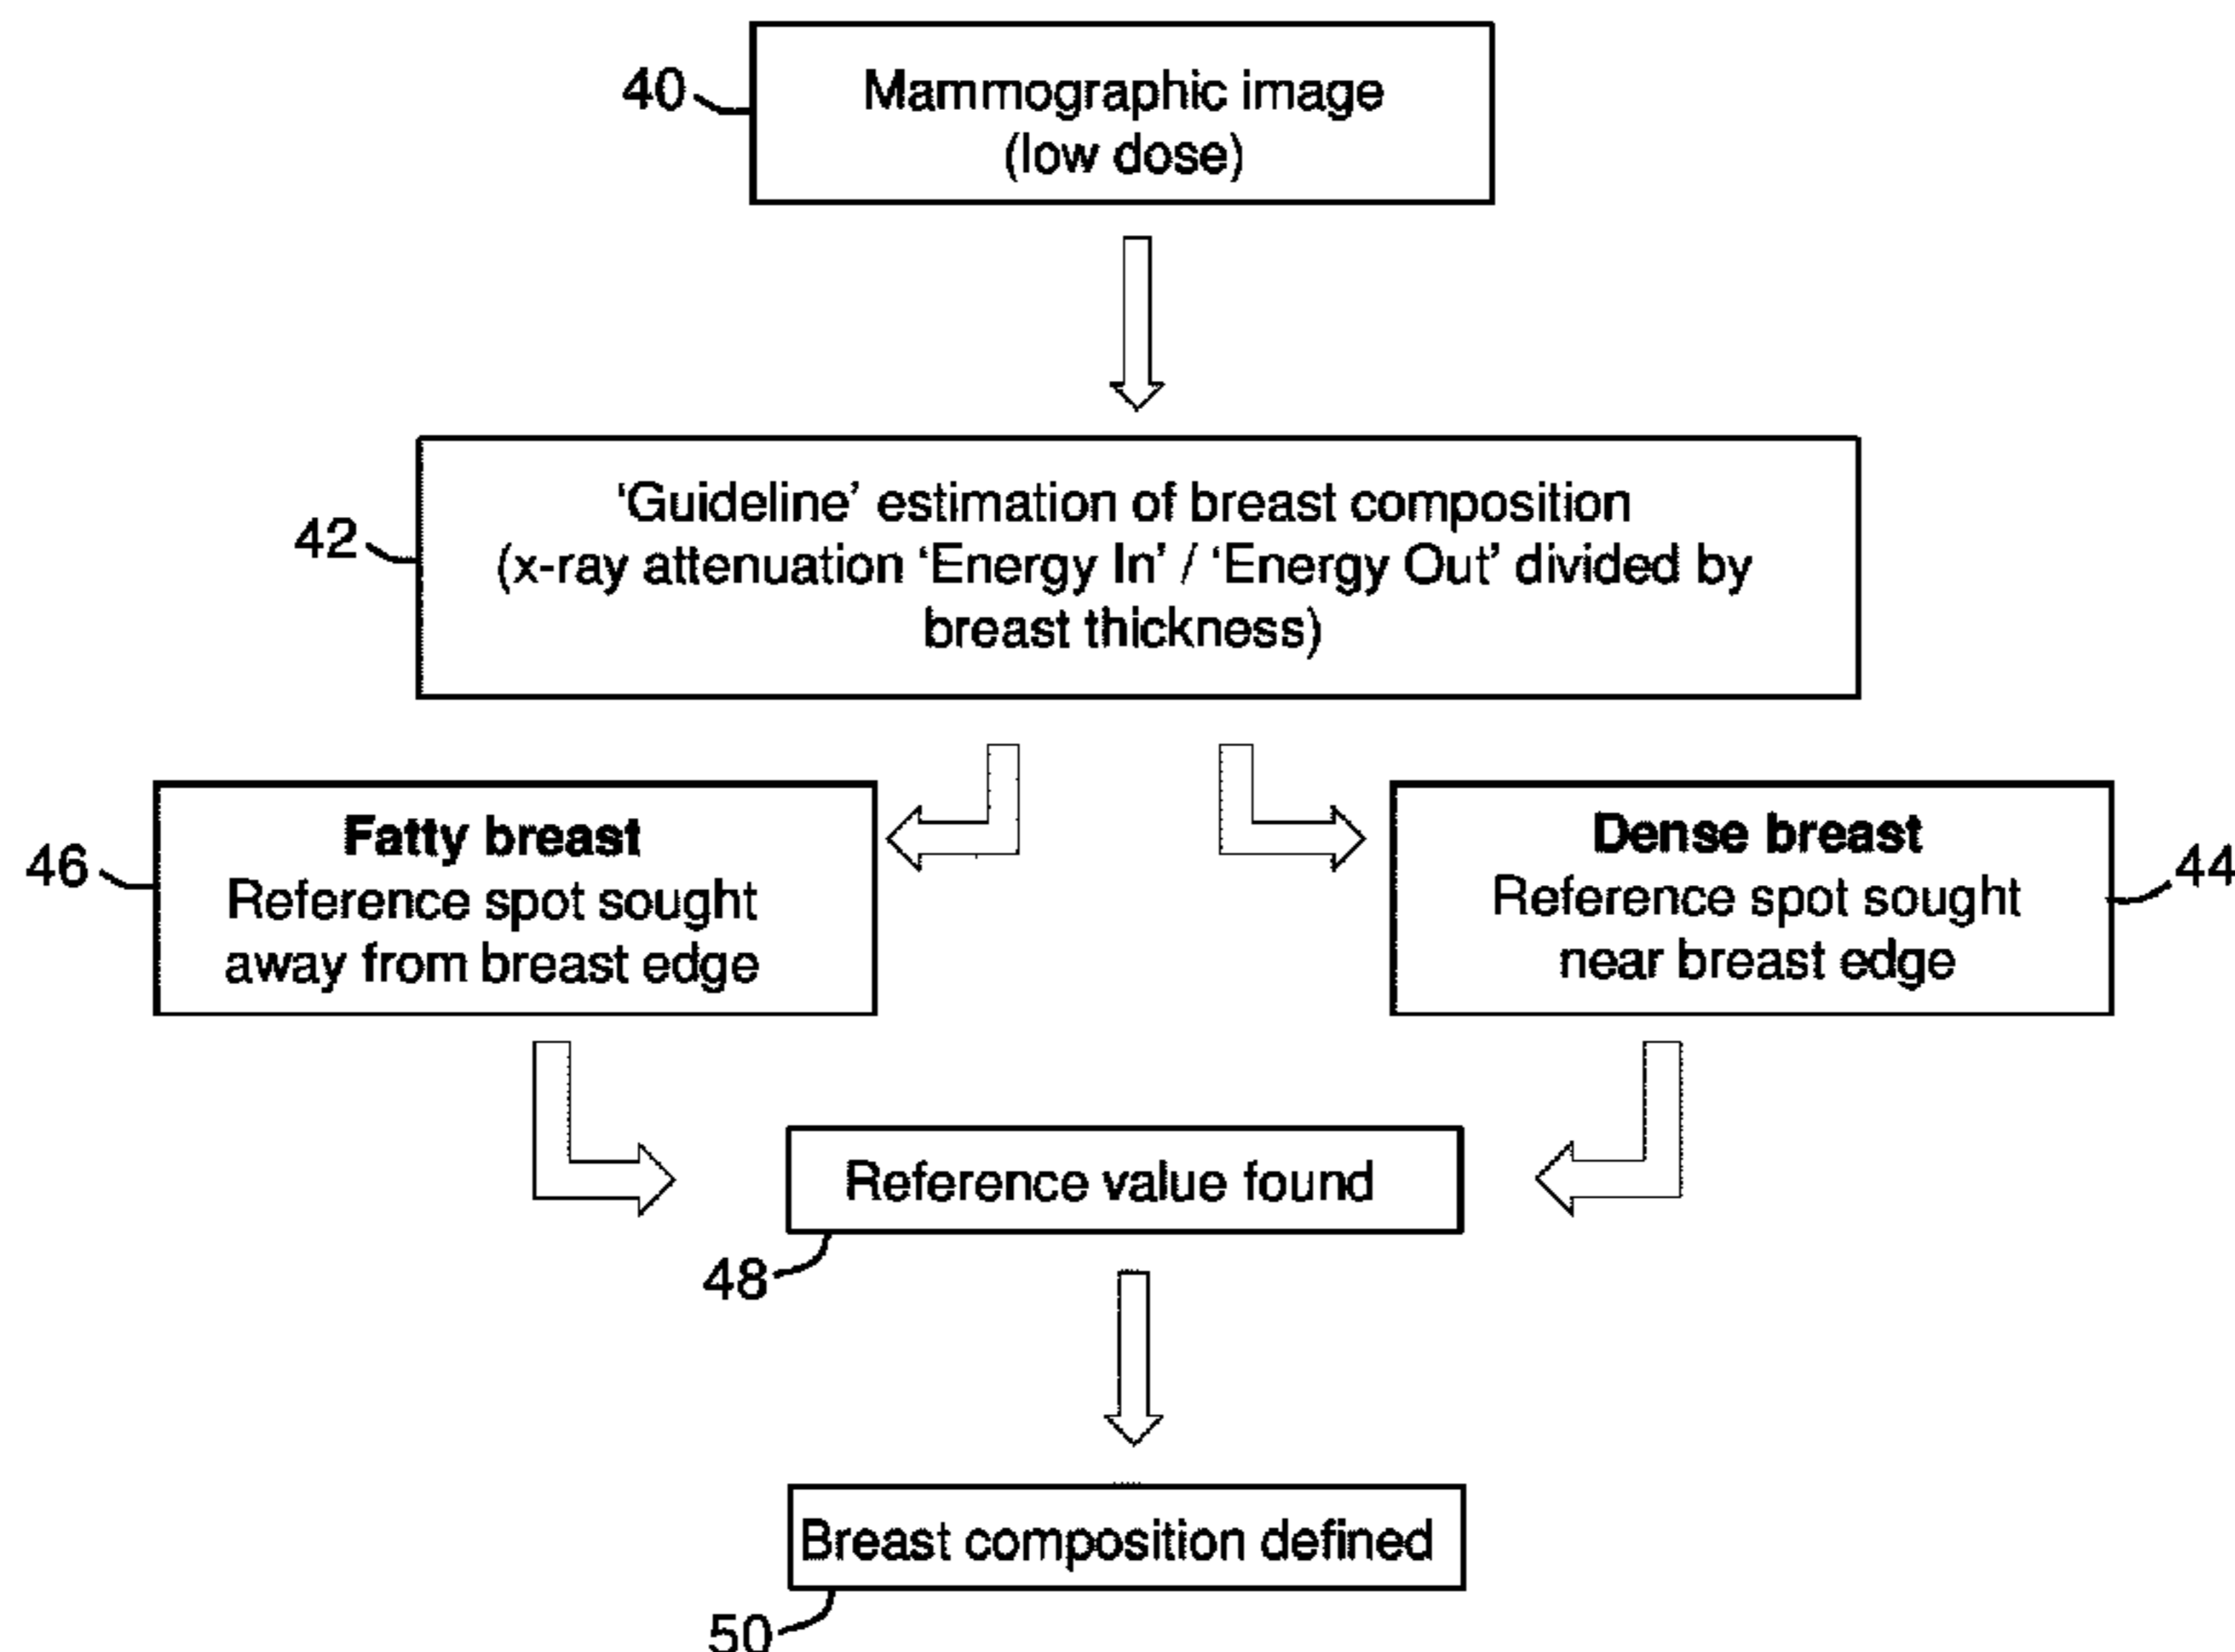 40
Mammographic image
(low dose)
42
‘Guideline’ estimation of breast composition
(x-ray attenuation ‘Energy In’ / ‘Energy Out’ divided by
breast thickness)
46
Fatty breast
Reference spot sought
away from breast edge
Dense breast
Reference spot sought
near breast edge
44
Reference value found
48
Breast composition defined
50